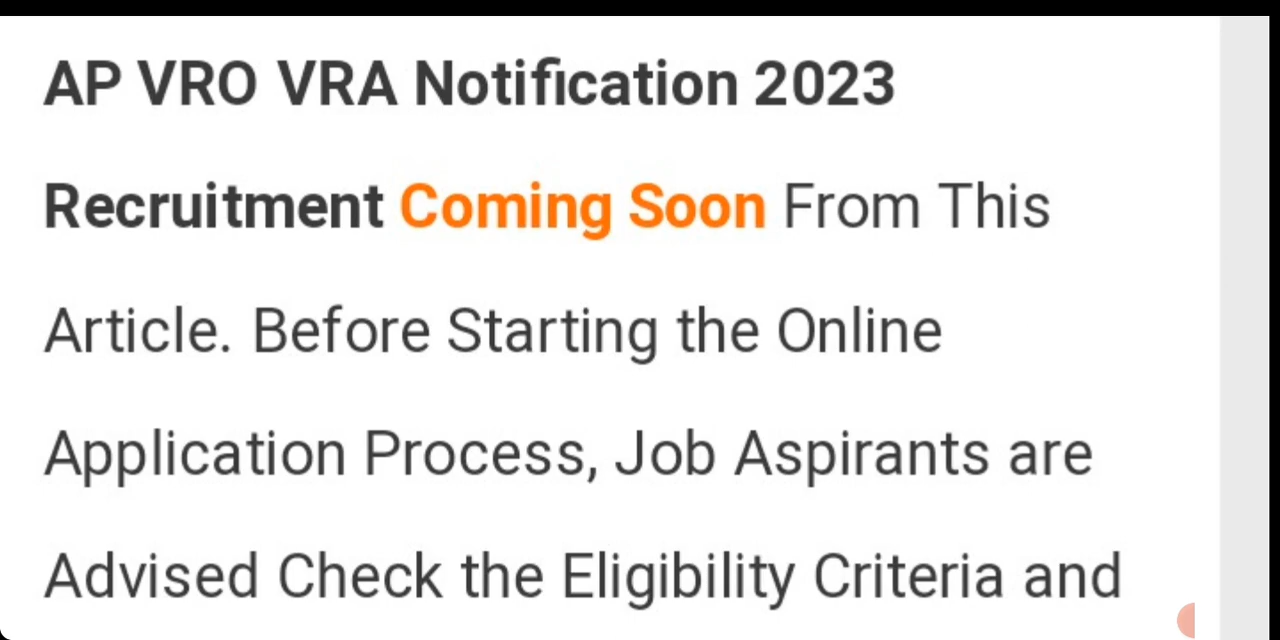 AP VRO VRA Notification 2023
Recruitment Coming Soon From This
Article. Before Starting the Online
Application Process, Job Aspirants are
Advised Check the Eligibility Criteria and